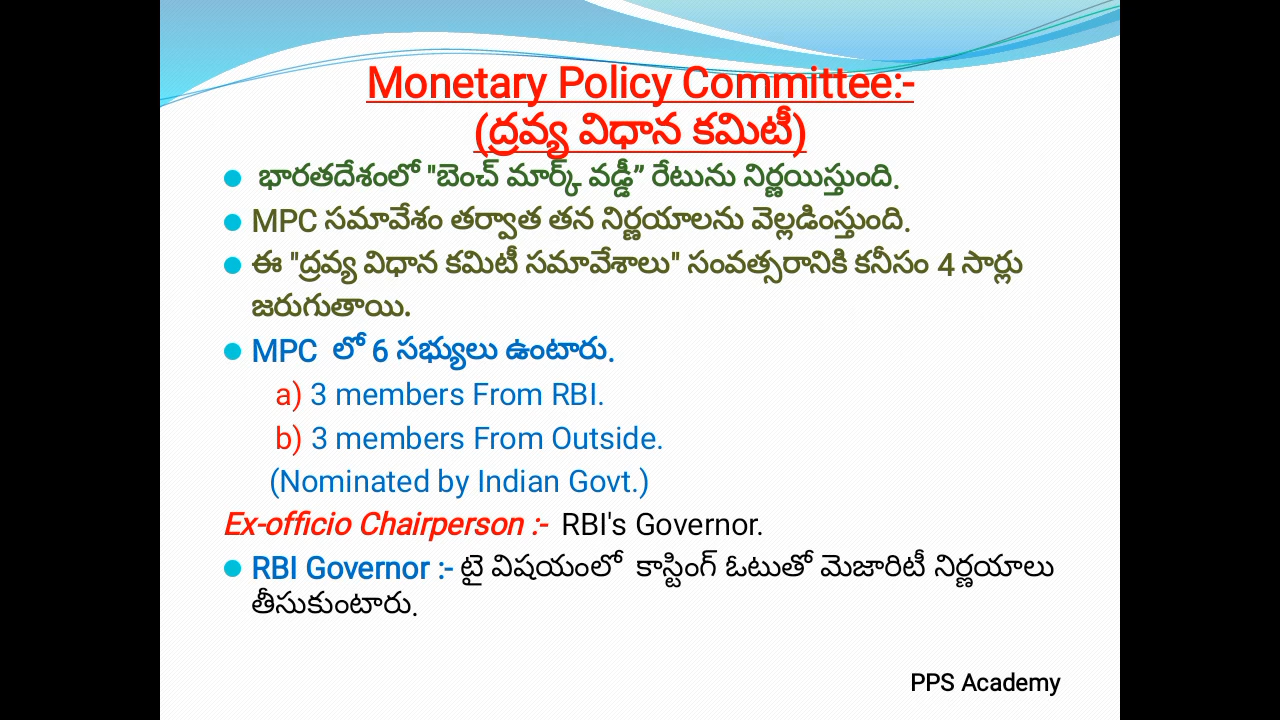 Monetary Policy Committee:-
(ద్రవ్య విధాన కమిటీ)
భారతదేశంలో "బెంచ్ మార్క్ వడ్డీ” రేటును నిర్ణయిస్తుంది.
MPC సమావేశం తర్వాత తన నిర్ణయాలను వెల్లడింస్తుంది.
ఈ "ద్రవ్య విధాన కమిటీ సమావేశాలు" సంవత్సరానికి కనీసం 4 సార్లు
జరుగుతాయి.
MPC లో 6 సభ్యులు ఉంటారు.
a) 3 members From RBI.
b) 3 members From Outside.
(Nominated by Indian Govt.)
Ex-officio Chairperson :- RBI's Governor.
RBI Governor :- టై విషయంలో కాస్టింగ్ ఓటుతో మెజారిటీ నిర్ణయాలు
తీసుకుంటారు.
PPS Academy